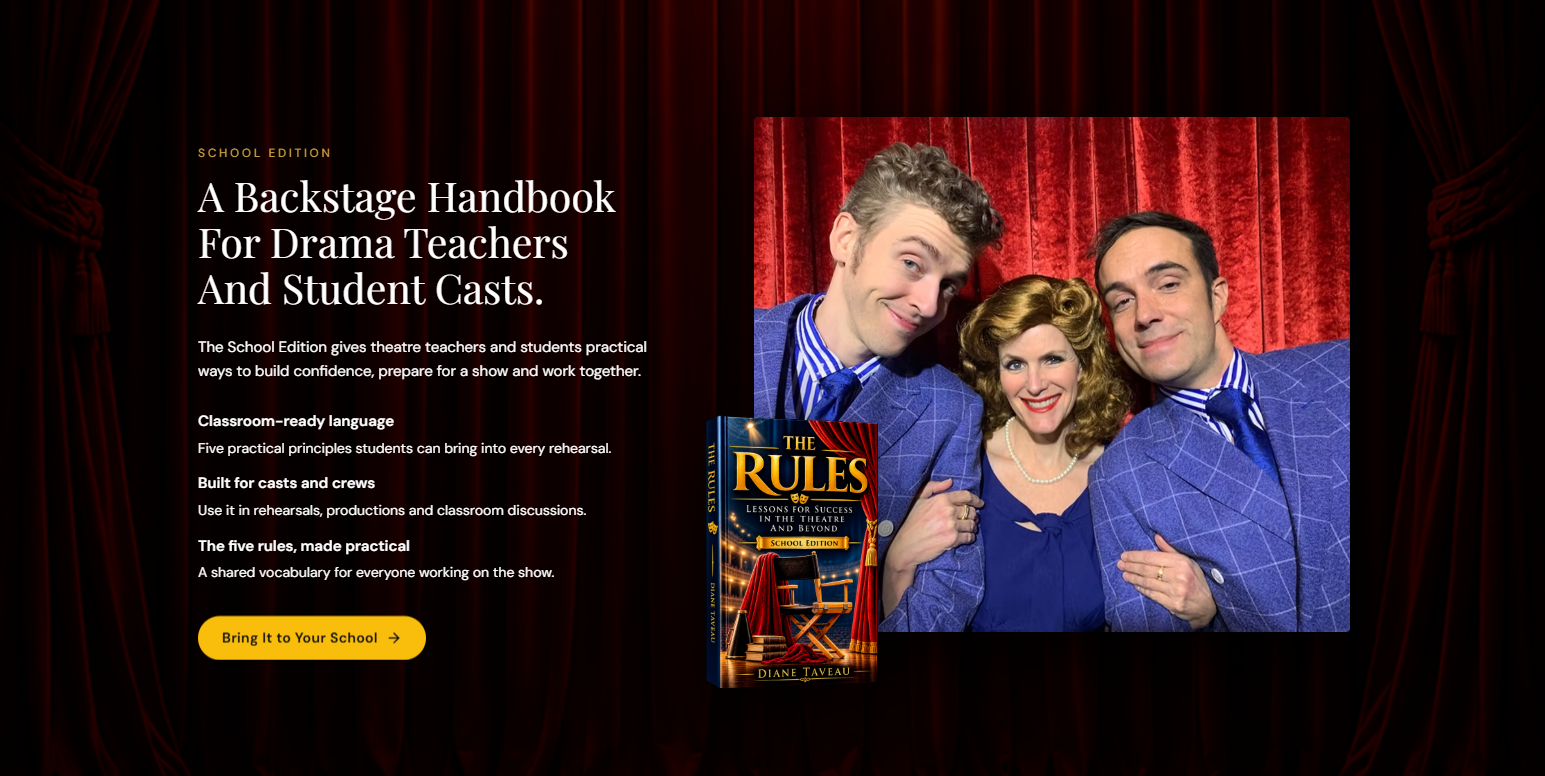 SCHOOL EDITION
A Backstage Handbook
For Drama Teachers
And Student Casts.
The School Edition gives theatre teachers and students practical
ways to build confidence, prepare for a show and work together.
Classroom-ready language
Five practical principles students can bring into every rehearsal.
Built for casts and crews
Use it in rehearsals, productions and classroom discussions.
The five rules, made practical
A shared vocabulary for everyone working on the show.
Bring It to Your School
THE RULES
DIANE TAVEAU
THE
RULES
LESSONS FOR SUCCESS
IN THE THEATRE
AND BEYOND
SCHOOL EDITION
DIANE TAVEAU